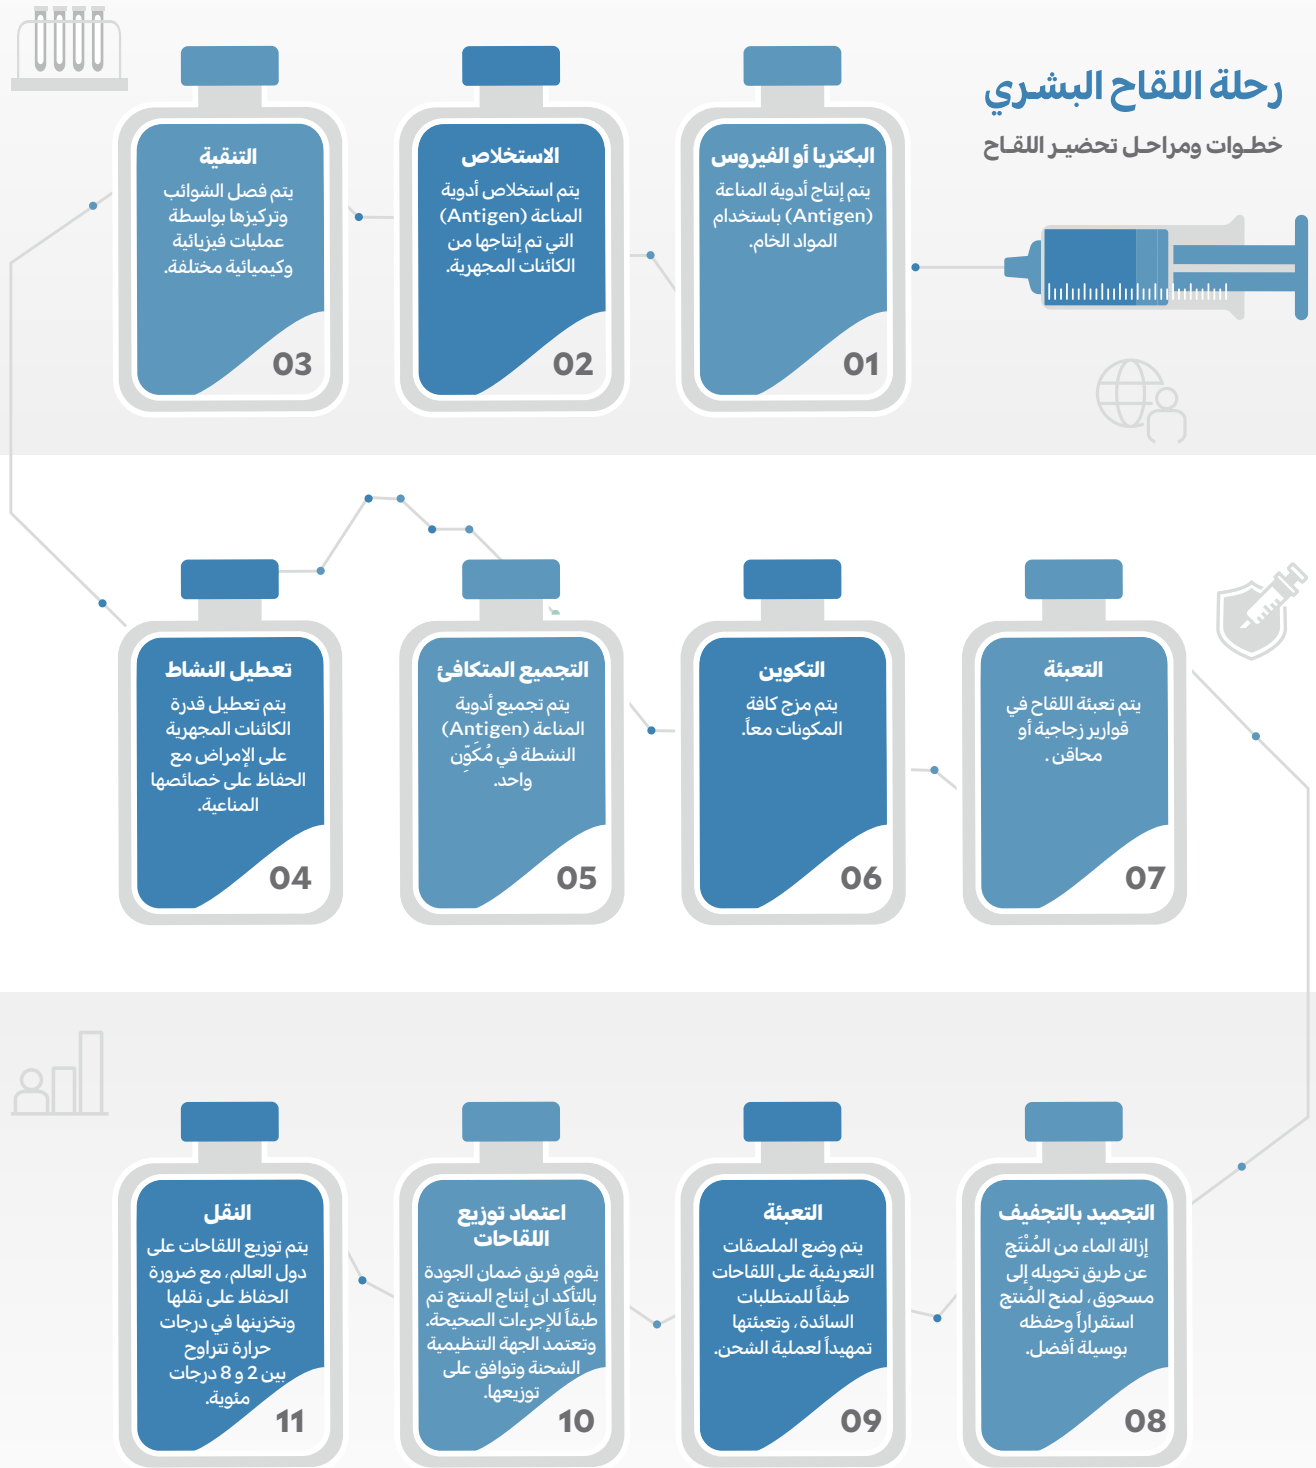 رحلة اللقاح البشـري
خطـوات ومراحـل تحضيـر اللقـاح
البكتريا أو الفيروس
يتم إنتاج أدوية المناعة
(Antigen) باستخدام
المواد الخام.
01
الاستخلاص
يتم استخلاص أدوية
المناعة (Antigen)
التي تم إنتاجها من
الكائنات المجهرية.
02
التنقية
يتم فصل الشوائب
وتركيزها بواسطة
عمليات فيزيائية
وكيميائية مختلفة.
03
تعطيل النشاط
يتم تعطيل قدرة
الكائنات المجهرية
على الإمراض مع
الحفاظ على خصائصها
المناعية.
04
التجميع المتكافئ
يتم تجميع أدوية
المناعة (Antigen)
النشطة في مُكَوِّن
واحد.
05
التكوين
يتم مزج كافة
المكونات معاً.
06
التعبئة
يتم تعبئة اللقاح في
قوارير زجاجية أو
محاقن .
07
التجميد بالتجفيف
إزالة الماء من المُنْتَج
عن طريق تحويله إلى
مسحوق، لمنح المُنتج
استقراراً وحفظه
بوسيلة أفضل.
08
التعبئة
يتم وضع الملصقات
التعريفية على اللقاحات
طبقاً للمتطلبات
السائدة، وتعبئتها
تمهيداً لعملية الشحن.
09
اعتماد توزيع
اللقاحات
يقوم فريق ضمان الجودة
بالتأكد ان إنتاج المنتج تم
طبقاً للإجرءات الصحيحة.
وتعتمد الجهة التنظيمية
الشحنة وتوافق على
توزيعها.
10
النقل
يتم توزيع اللقاحات على
دول العالم، مع ضرورة
الحفاظ على نقلها
وتخزينها في درجات
حرارة تتراوح
بين 2 و 8 درجات
مئوية.
11